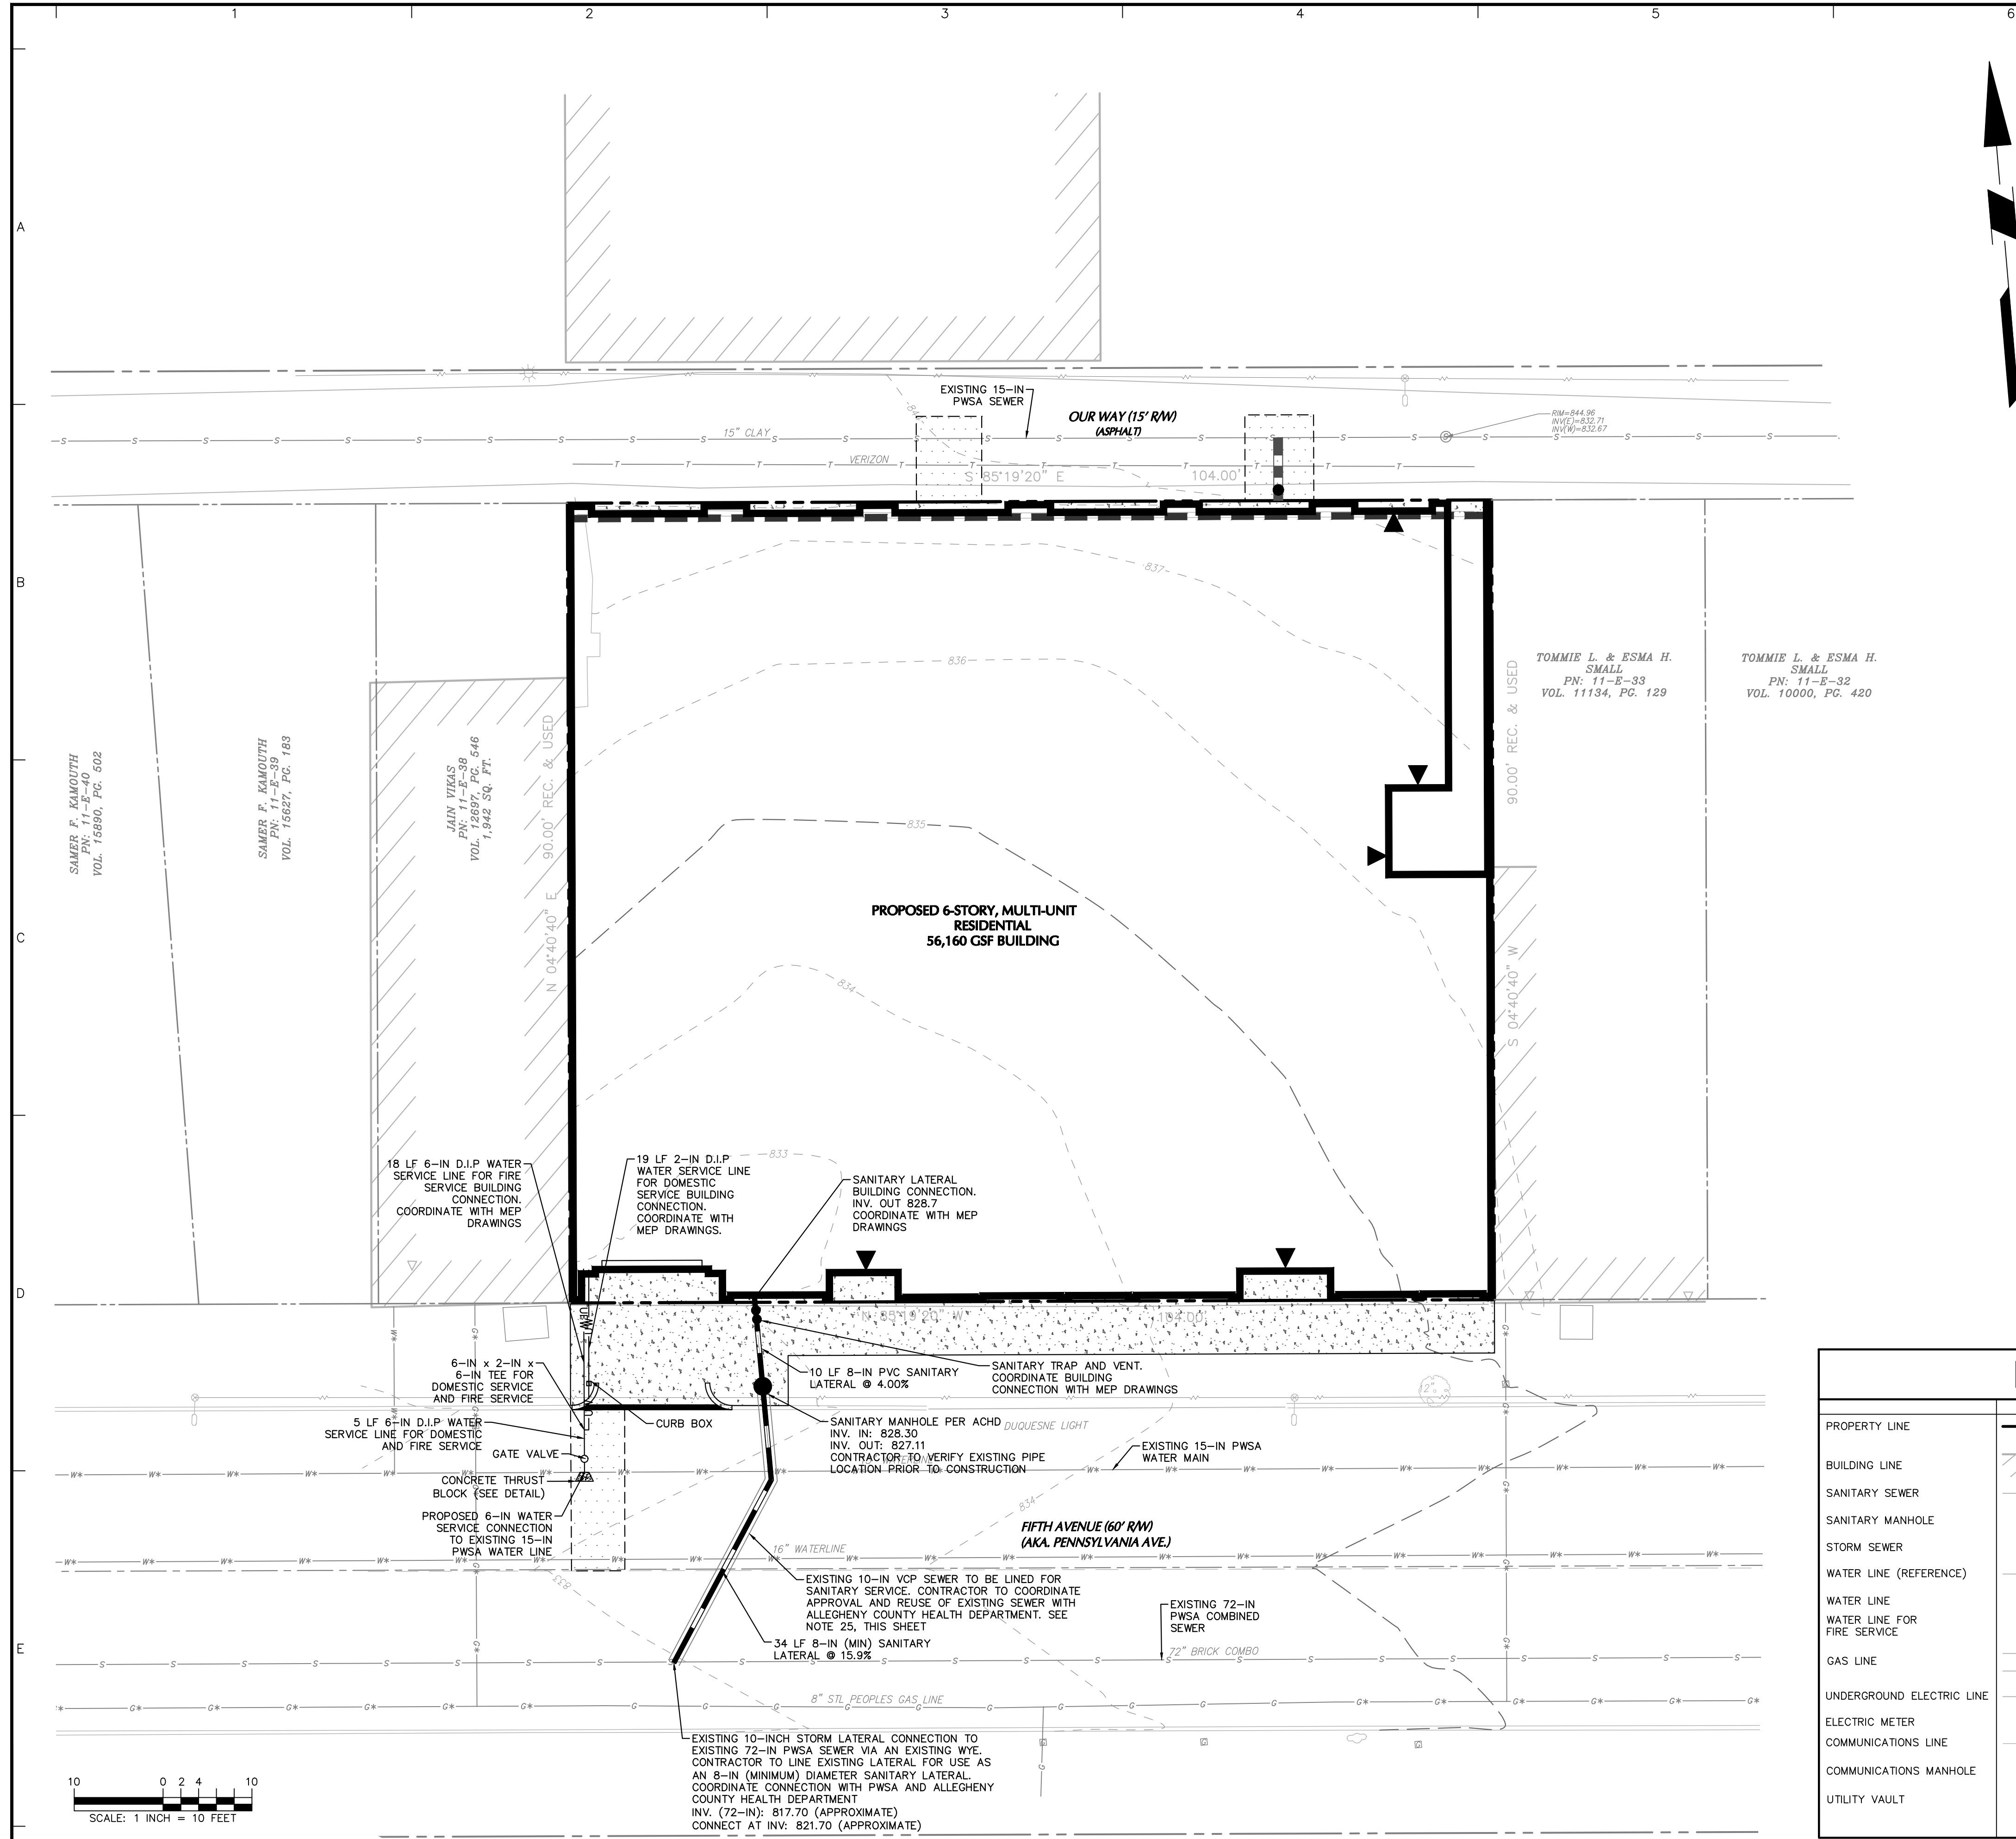 1
2
3
4
5
6
A
B
C
D
E
EXISTING 15-IN
PWSA SEWER
OUR WAY (15' R/W)
(ASPHALT)
RIM=844.96
INV(E)=832.71
INV(W)=832.67
15" CLAY
VERIZON
S 85°19'20" E
104.00'
837
836
835
834
833
SAMER F. KAMOUTH
PN: 11-E-40
VOL. 15890, PG. 502
SAMER F. KAMOUTH
PN: 11-E-39
VOL. 15627, PG. 183
JAIN VIKAS
PN: 11-E-38
VOL. 12697, PG. 546
1,942 SQ. FT.
N 04°40'40" E
90.00' REC. & USED
90.00' REC. & USED
S 04°40'40" W
TOMMIE L. & ESMA H.
SMALL
PN: 11-E-33
VOL. 11134, PG. 129
TOMMIE L. & ESMA H.
SMALL
PN: 11-E-32
VOL. 10000, PG. 420
PROPOSED 6-STORY, MULTI-UNIT
RESIDENTIAL
56,160 GSF BUILDING
18 LF 6-IN D.I.P WATER
SERVICE LINE FOR FIRE
SERVICE BUILDING
CONNECTION.
COORDINATE WITH MEP
DRAWINGS
19 LF 2-IN D.I.P
WATER SERVICE LINE
FOR DOMESTIC
SERVICE BUILDING
CONNECTION.
COORDINATE WITH
MEP DRAWINGS.
SANITARY LATERAL
BUILDING CONNECTION.
INV. OUT 828.7
COORDINATE WITH MEP
DRAWINGS
N 85°19'20" W
104.00'
6-IN x 2-IN x
6-IN TEE FOR
DOMESTIC SERVICE
AND FIRE SERVICE
5 LF 6-IN D.I.P WATER
SERVICE LINE FOR DOMESTIC
AND FIRE SERVICE
GATE VALVE
CONCRETE THRUST
BLOCK (SEE DETAIL)
PROPOSED 6-IN WATER
SERVICE CONNECTION
TO EXISTING 15-IN
PWSA WATER LINE
CURB BOX
10 LF 8-IN PVC SANITARY
LATERAL @ 4.00%
SANITARY TRAP AND VENT.
COORDINATE BUILDING
CONNECTION WITH MEP DRAWINGS
SANITARY MANHOLE PER ACHD
INV. IN: 828.30
INV. OUT: 827.11
CONTRACTOR TO VERIFY EXISTING PIPE
LOCATION PRIOR TO CONSTRUCTION
DUQUESNE LIGHT
12"
EXISTING 15-IN PWSA
WATER MAIN
834
FIFTH AVENUE (60' R/W)
(AKA. PENNSYLVANIA AVE.)
16" WATERLINE
833
EXISTING 10-IN VCP SEWER TO BE LINED FOR
SANITARY SERVICE. CONTRACTOR TO COORDINATE
APPROVAL AND REUSE OF EXISTING SEWER WITH
ALLEGHENY COUNTY HEALTH DEPARTMENT. SEE
NOTE 25, THIS SHEET
34 LF 8-IN (MIN) SANITARY
LATERAL @ 15.9%
EXISTING 72-IN
PWSA COMBINED
SEWER
72" BRICK COMBO
8" STL PEOPLES GAS LINE
EXISTING 10-INCH STORM LATERAL CONNECTION TO
EXISTING 72-IN PWSA SEWER VIA AN EXISTING WYE.
CONTRACTOR TO LINE EXISTING LATERAL FOR USE AS
AN 8-IN (MINIMUM) DIAMETER SANITARY LATERAL.
COORDINATE CONNECTION WITH PWSA AND ALLEGHENY
COUNTY HEALTH DEPARTMENT
INV. (72-IN): 817.70 (APPROXIMATE)
CONNECT AT INV: 821.70 (APPROXIMATE)
10 0 2 4 10
SCALE: 1 INCH = 10 FEET
PROPERTY LINE
BUILDING LINE
SANITARY SEWER
SANITARY MANHOLE
STORM SEWER
WATER LINE (REFERENCE)
WATER LINE
WATER LINE FOR
FIRE SERVICE
GAS LINE
UNDERGROUND ELECTRIC LINE
ELECTRIC METER
COMMUNICATIONS LINE
COMMUNICATIONS MANHOLE
UTILITY VAULT